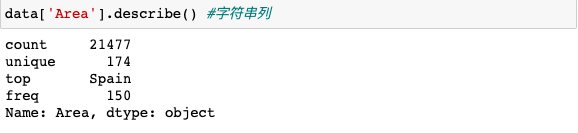 data['Area'].describe() #字符串列
count     21477
unique      174
top       Spain
freq        150
Name: Area, dtype: object